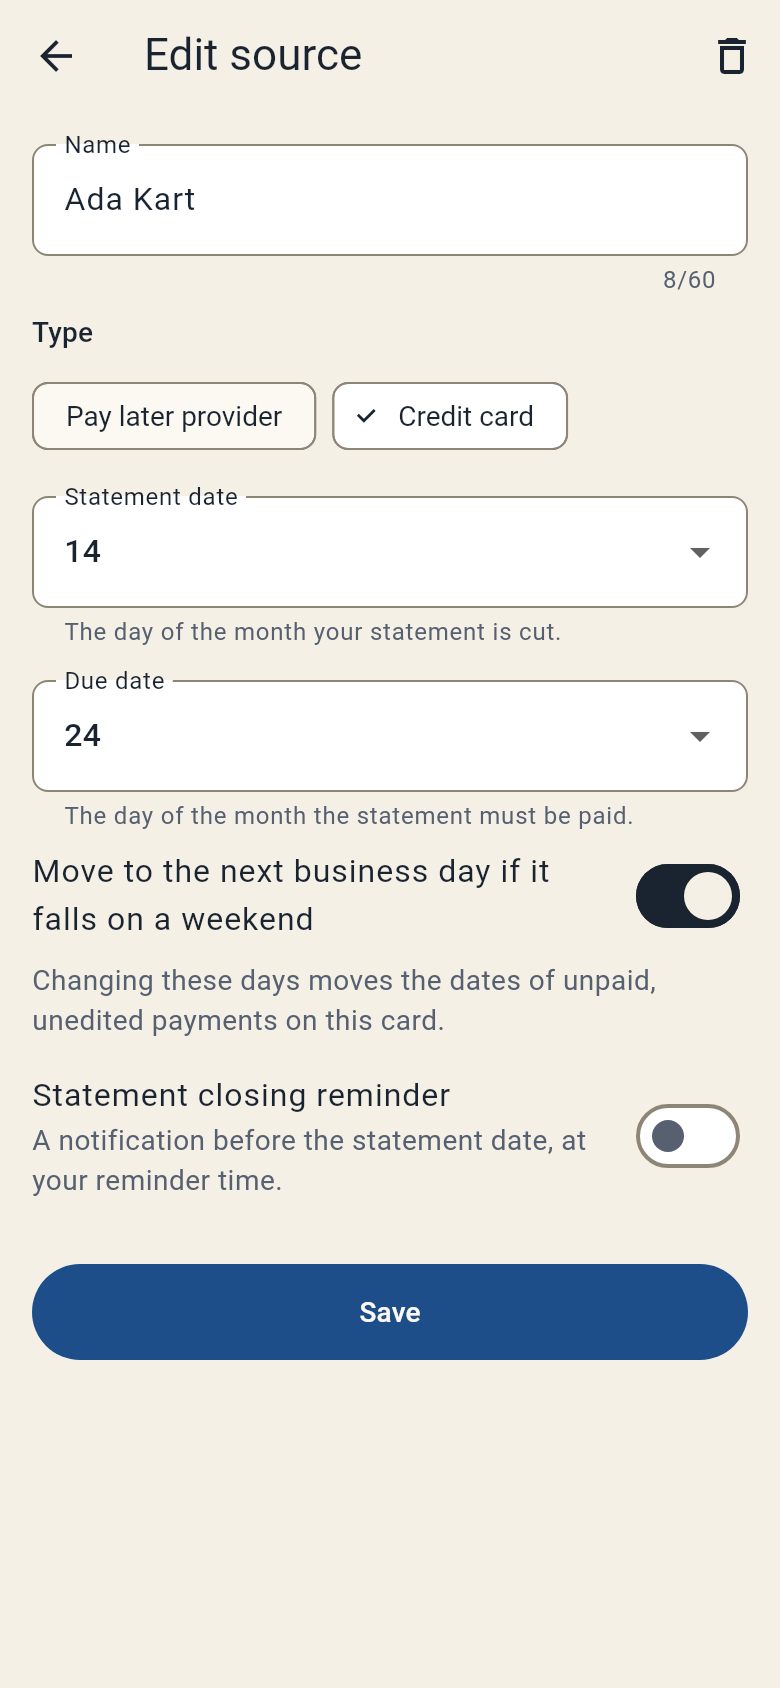 Edit source
Name
Ada Kart
8/60
Type
Pay later provider
Credit card
Statement date
14
The day of the month your statement is cut.
Due date
24
The day of the month the statement must be paid.
Move to the next business day if it
falls on a weekend
Changing these days moves the dates of unpaid,
unedited payments on this card.
Statement closing reminder
A notification before the statement date, at
your reminder time.
Save